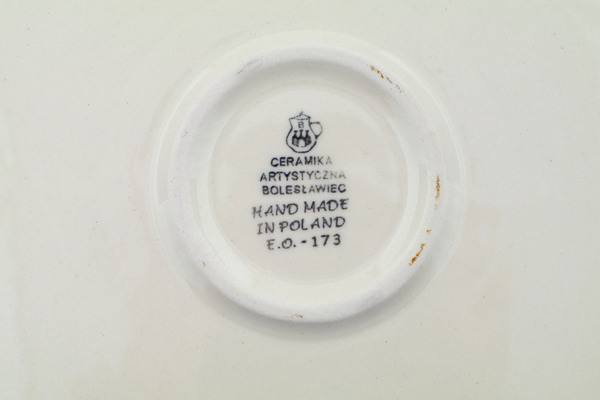 B
CERAMIKA
ARTYSTYCZNA
BOLESŁAWIEC
HAND MADE
IN POLAND
E.O. - 173